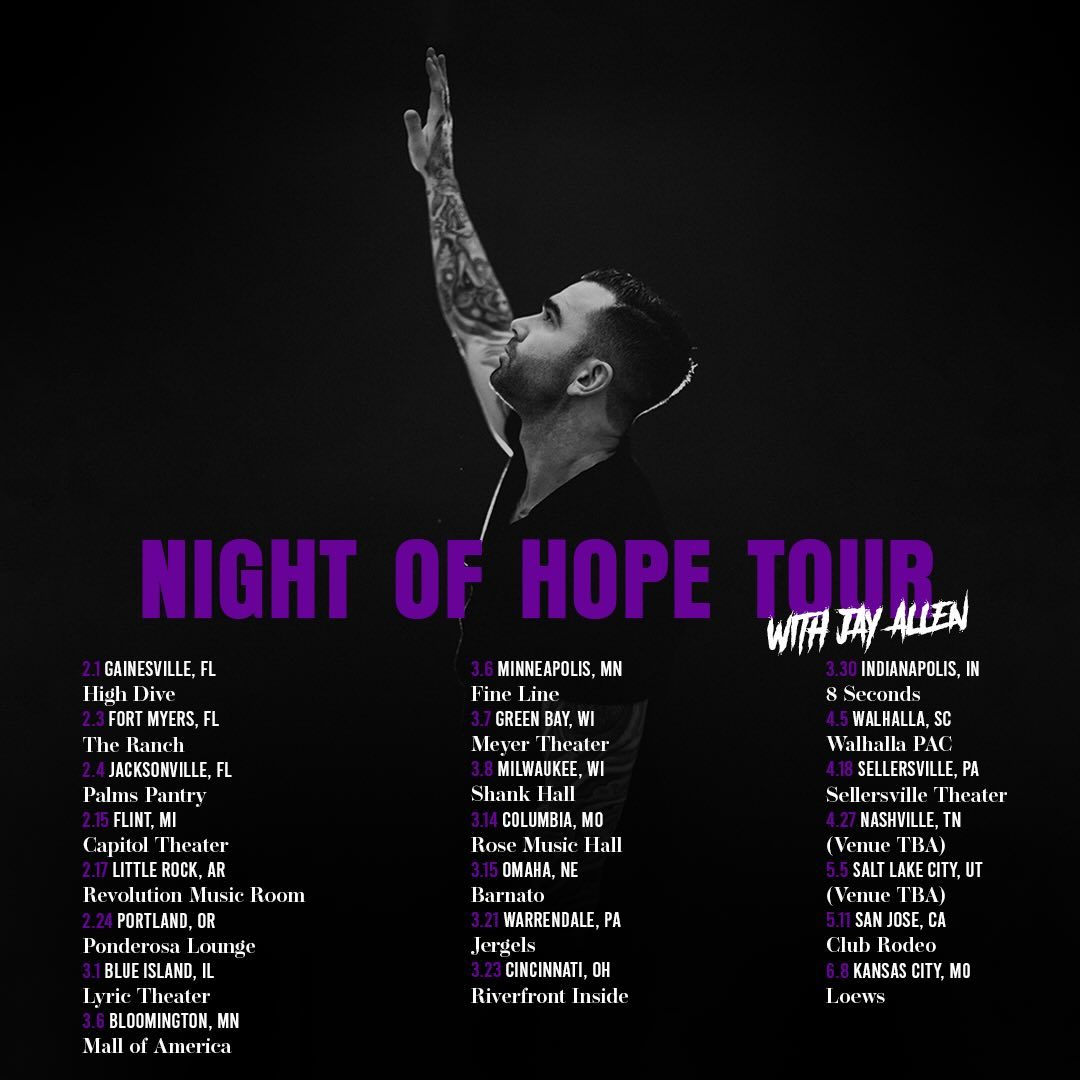 NIGHT OF HOPE TOUR
WITH JAY ALLEN
2.1 GAINESVILLE, FL
High Dive
2.3 FORT MYERS, FL
The Ranch
2.4 JACKSONVILLE, FL
Palms Pantry
2.15 FLINT, MI
Capitol Theater
2.17 LITTLE ROCK, AR
Revolution Music Room
2.24 PORTLAND, OR
Ponderosa Lounge
3.1 BLUE ISLAND, IL
Lyric Theater
3.6 BLOOMINGTON, MN
Mall of America
3.6 MINNEAPOLIS, MN
Fine Line
3.7 GREEN BAY, WI
Meyer Theater
3.8 MILWAUKEE, WI
Shank Hall
3.14 COLUMBIA, MO
Rose Music Hall
3.15 OMAHA, NE
Barnato
3.21 WARRENDALE, PA
Jergels
3.23 CINCINNATI, OH
Riverfront Inside
3.30 INDIANAPOLIS, IN
8 Seconds
4.5 WALHALLA, SC
Walhalla PAC
4.18 SELLERSVILLE, PA
Sellersville Theater
4.27 NASHVILLE, TN
(Venue TBA)
5.5 SALT LAKE CITY, UT
(Venue TBA)
5.11 SAN JOSE, CA
Club Rodeo
6.8 KANSAS CITY, MO
Loews